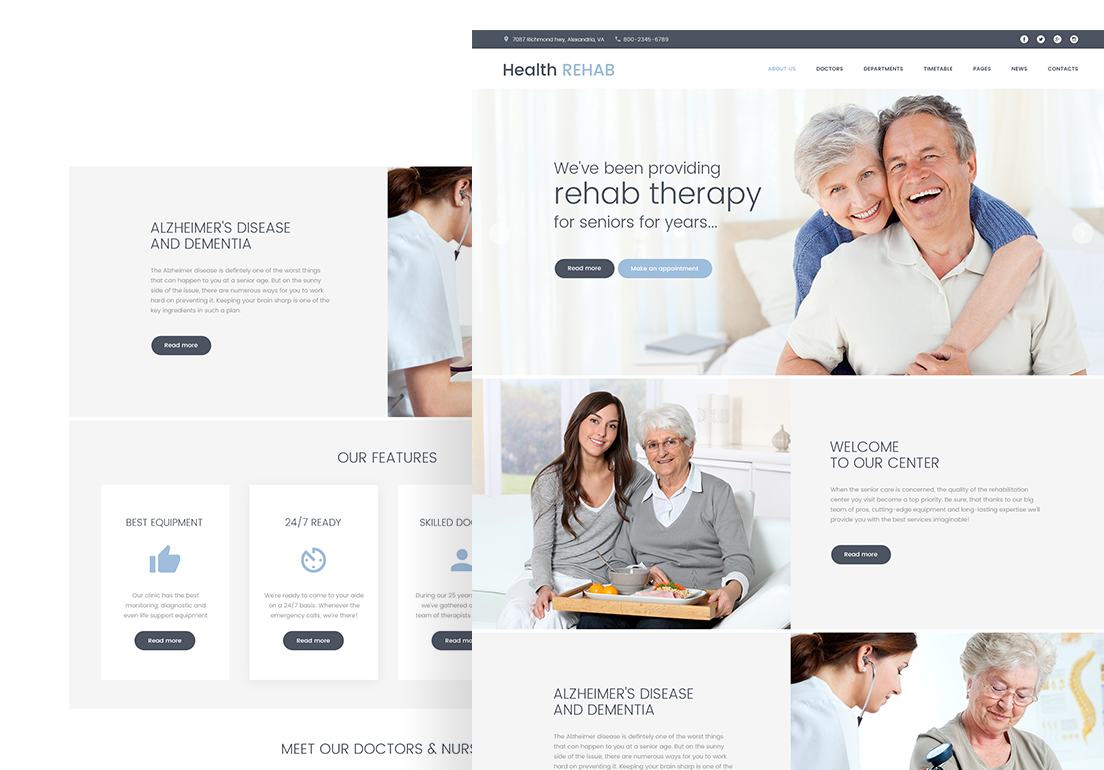 7087 Richmond hwy, Alexandria, VA 800-2345-6789
Health REHAB
ABOUT US DOCTORS DEPARTMENTS TIMETABLE PAGES NEWS CONTACTS
We've been providing
rehab therapy
for seniors for years...
Read more Make an appointment
WELCOME
TO OUR CENTER
When the senior care is concerned, the quality of the rehabilitation
center yoy visit become a top priority. Be sure, that thanks to our big
team of pros, cutting-edge equipment and long-lasting expertise we'll
provide you with the best services imaginable!
Read more
ALZHEIMER'S DISEASE
AND DEMENTIA
The Alzheimer disease is defintely one of the worst things
that can happen to you at a senior age. But on the sunny
side of the issue, there are numerous ways for you to work
hard on preventing it. Keeping your brain sharp is one of the
ALZHEIMER'S DISEASE
AND DEMENTIA
The Alzheimer disease is defintely one of the worst things
that can happen to you at a senior age. But on the sunny
side of the issue, there are numerous ways for you to work
hard on preventing it. Keeping your brain sharp is one of the
key ingredients in such a plan
Read more
OUR FEATURES
BEST EQUIPMENT
Our clinic has the best
monitoring, diagnostic and
even life support equipment
Read more
24/7 READY
We're ready to come to your aide
on a 24/7 basis. Whenever the
emergency calls, we're there!
Read more
SKILLED DOC
During our 25 years
we've gathered a
team of therapists
Read mo
MEET OUR DOCTORS & NURS